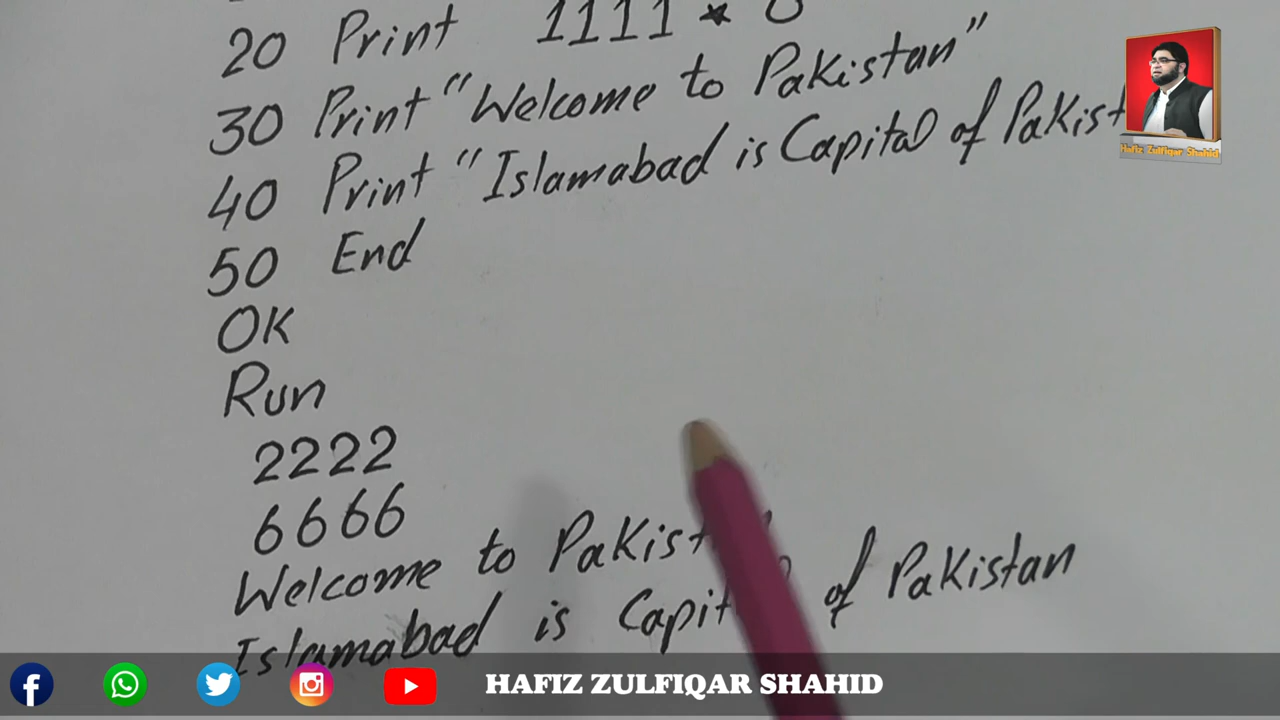 20 Print 1111 *
30 Print "Welcome to Pakistan"
40 Print "Islamabad is Capital of Pakist
50 End
OK
Run
2222
6666
Welcome to Pakist
Islamabad is Capit of Pakistan
Hafiz Zulfiqar Shahid
HAFIZ ZULFIQAR SHAHID